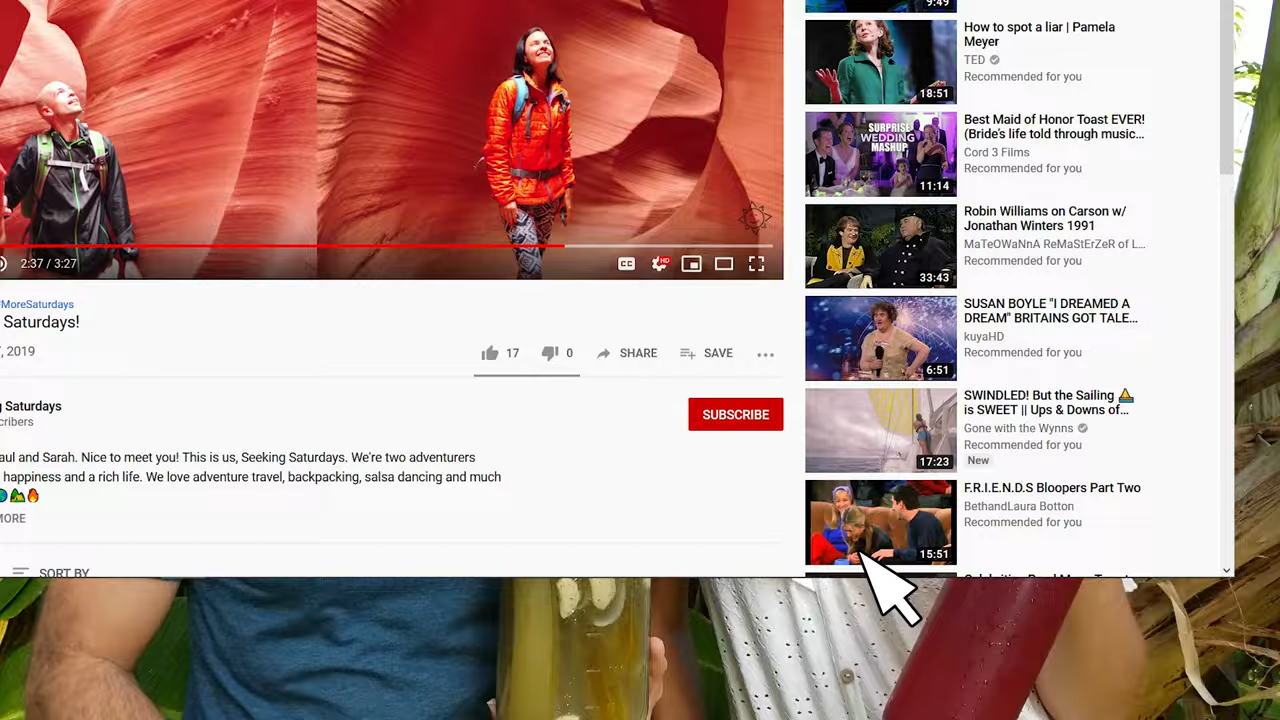 2:37 / 3:27
CC
HD
#MoreSaturdays
Saturdays!
, 2019
17
0
SHARE
SAVE
g Saturdays
cribers
SUBSCRIBE
aul and Sarah. Nice to meet you! This is us, Seeking Saturdays. We're two adventurers
happiness and a rich life. We love adventure travel, backpacking, salsa dancing and much
MORE
SORT BY
9:49
18:51
How to spot a liar | Pamela
Meyer
TED
Recommended for you
SURPRISE
WEDDING
MASHUP
11:14
Best Maid of Honor Toast EVER!
(Bride's life told through music...
Cord 3 Films
Recommended for you
33:43
Robin Williams on Carson w/
Jonathan Winters 1991
MaTeOWaNnA ReMaStErZeR of L...
Recommended for you
6:51
SUSAN BOYLE "I DREAMED A
DREAM" BRITAINS GOT TALE...
kuyaHD
Recommended for you
17:23
SWINDLED! But the Sailing ⛵
is SWEET || Ups & Downs of...
Gone with the Wynns
Recommended for you
New
15:51
F.R.I.E.N.D.S Bloopers Part Two
BethandLaura Botton
Recommended for you